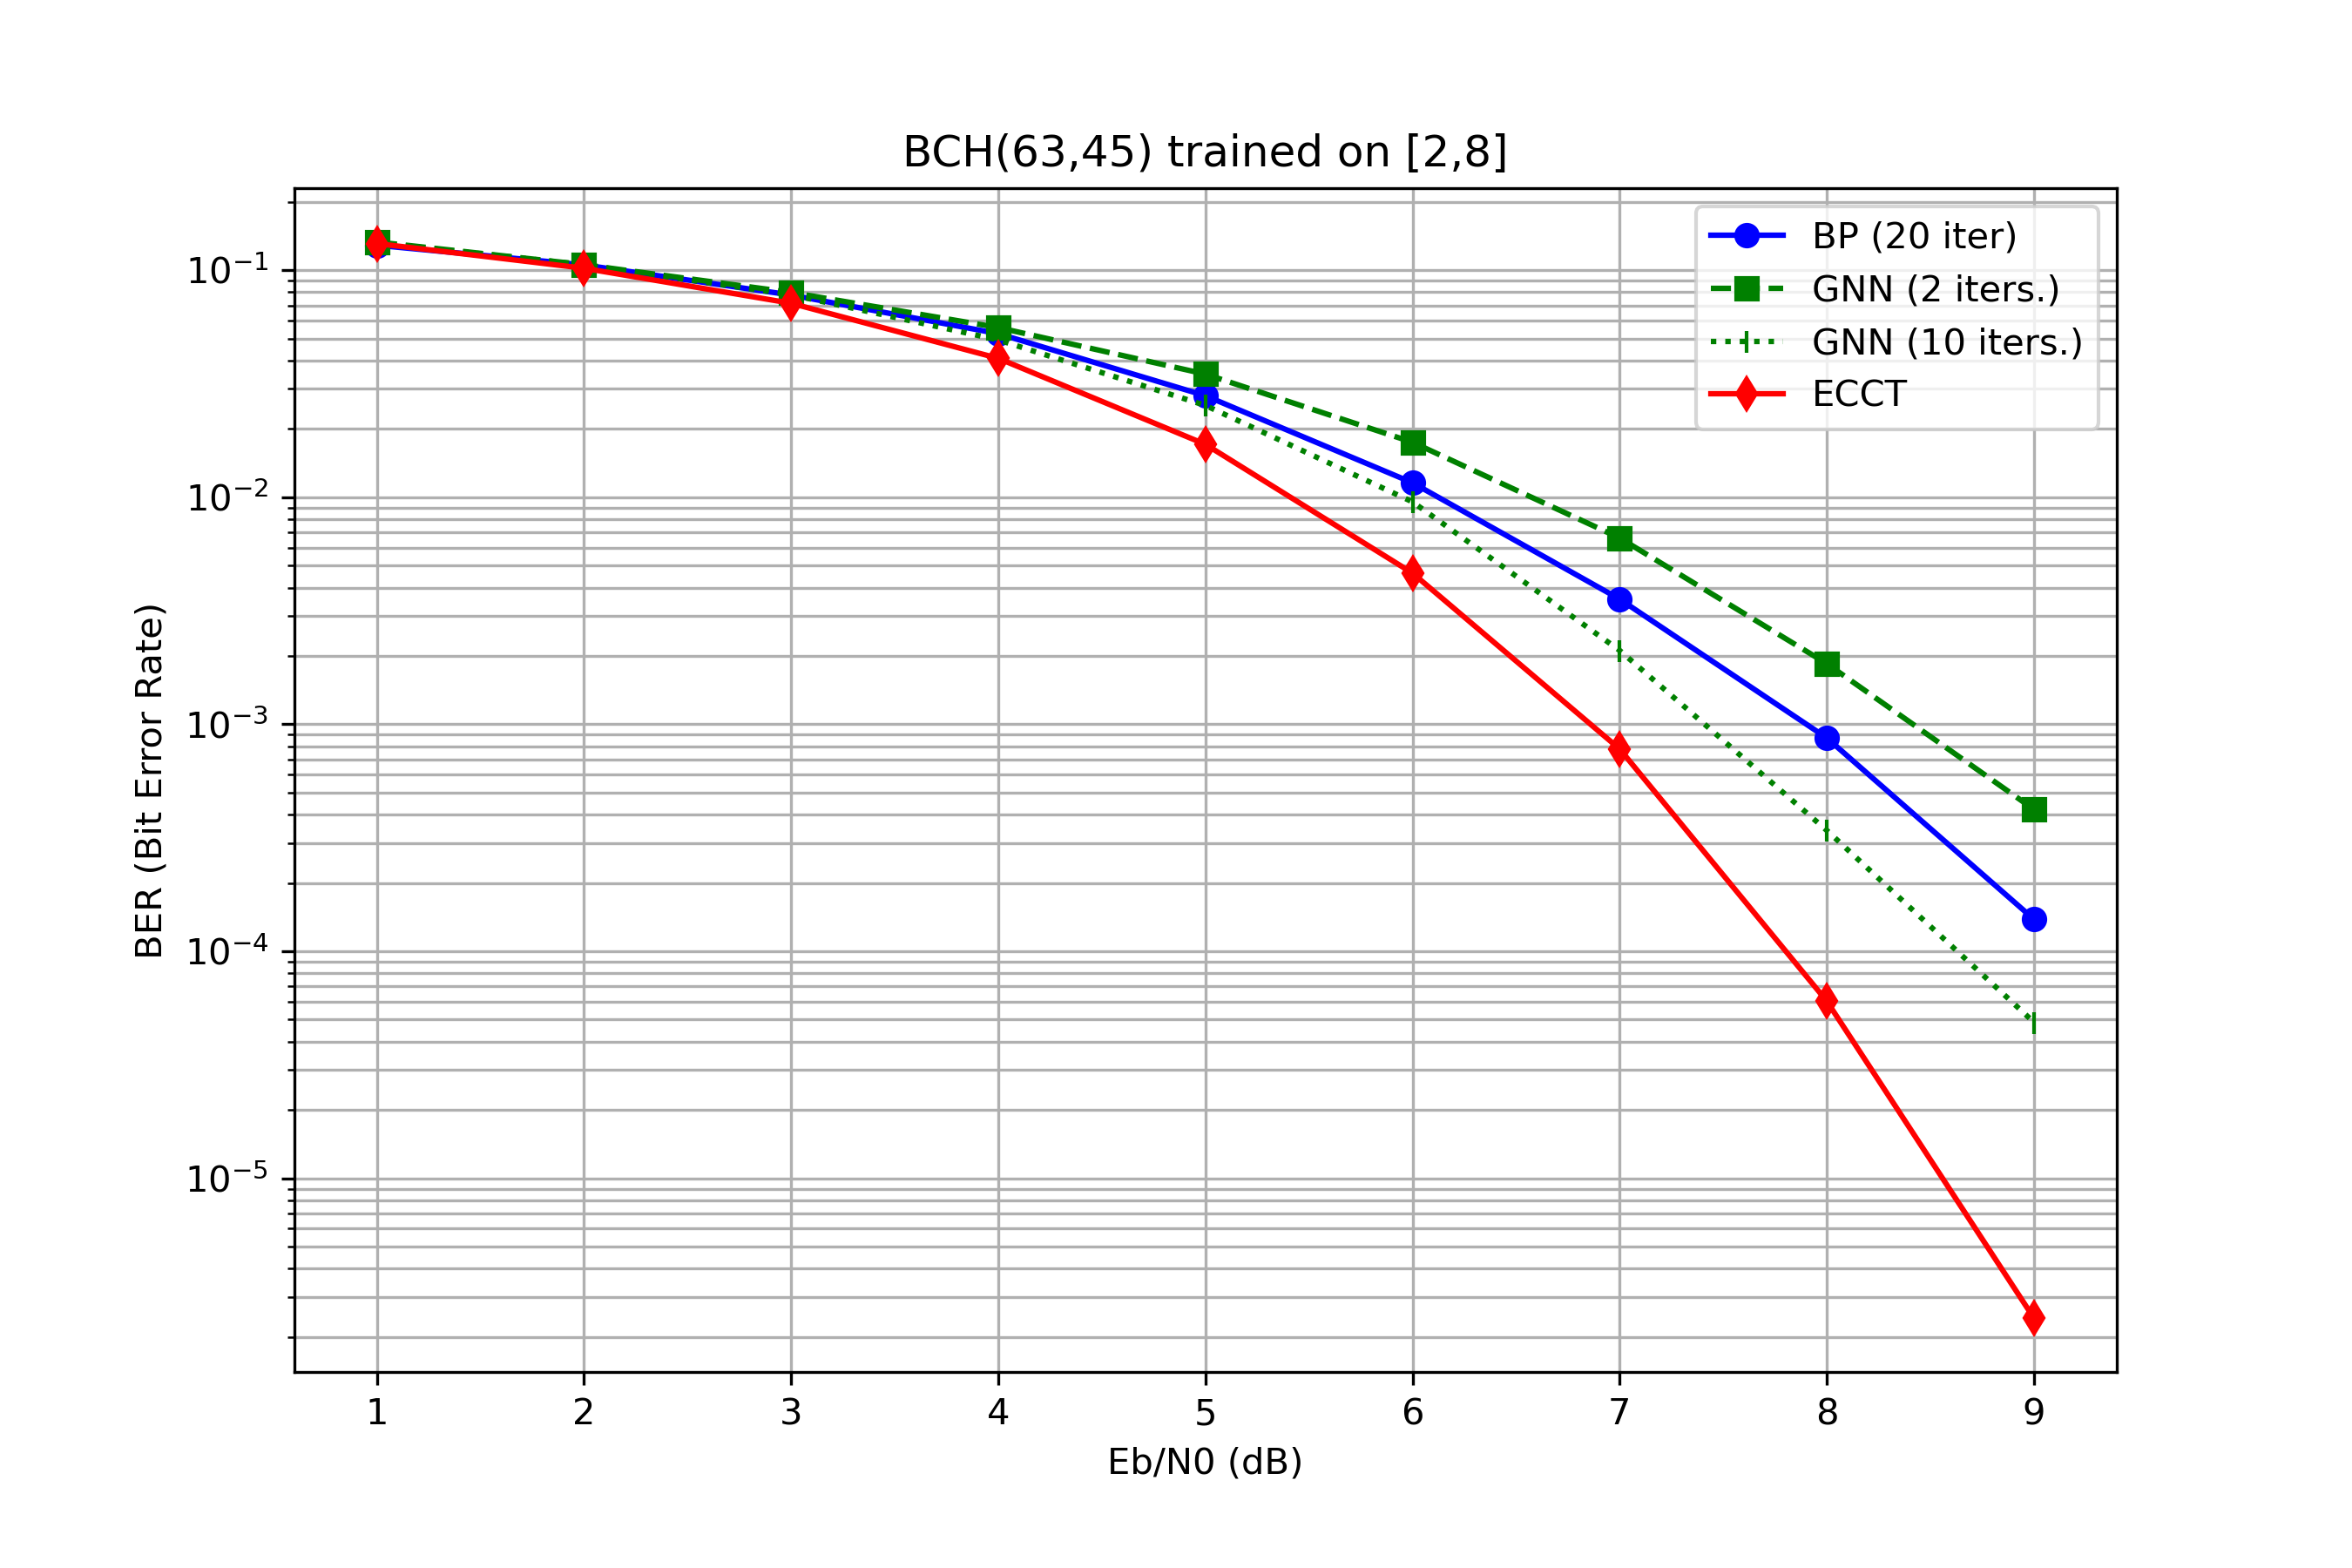 BCH(63,45) trained on [2,8]
BP (20 iter)
GNN (2 iters.)
GNN (10 iters.)
ECCT
BER (Bit Error Rate)
10⁻¹
10⁻²
10⁻³
10⁻⁴
10⁻⁵
1 2 3 4 5 6 7 8 9
Eb/N0 (dB)